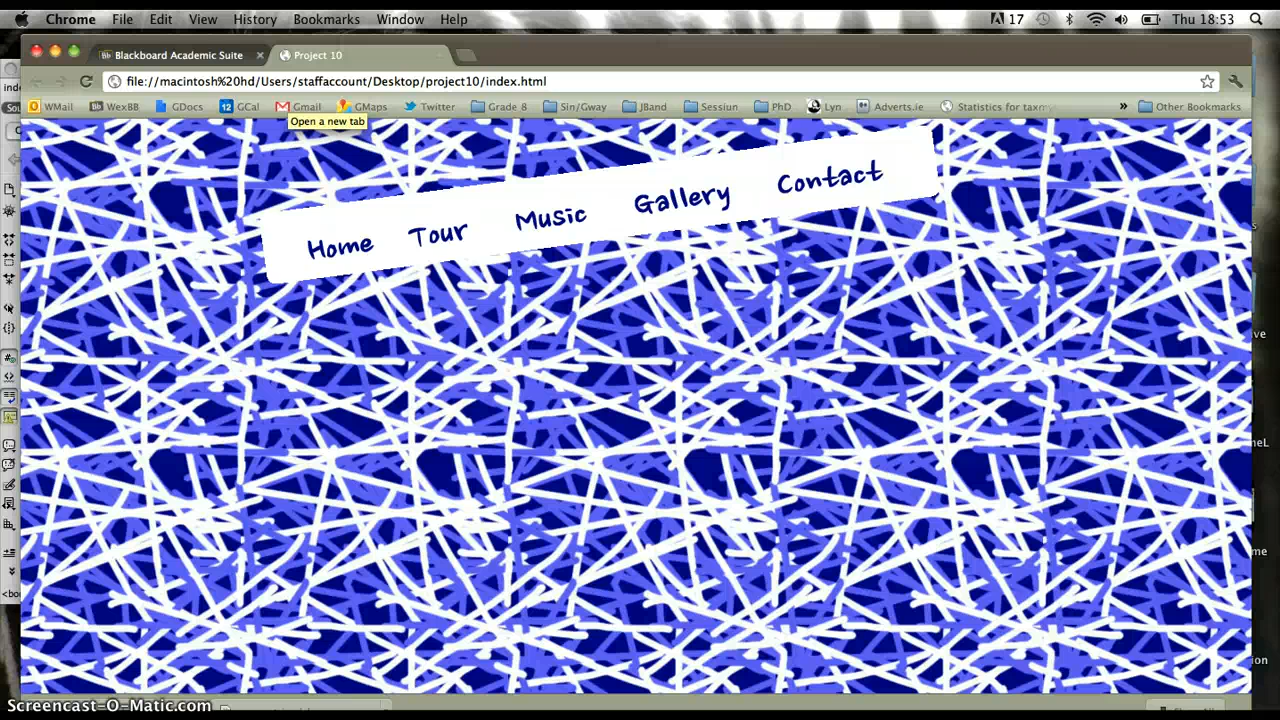 Chrome File Edit View History Bookmarks Window Help 17 Thu 18:53
Blackboard Academic Suite Project 10
file://macintosh%20hd/Users/staffaccount/Desktop/project10/index.html
WMail WexBB GDocs 12 GCal Gmail GMaps Twitter Grade 8 Sin/Gway JBand Session PhD Lyn Adverts.ie Statistics for taxr » Other Bookmarks
Open a new tab
Home Tour Music Gallery Contact
Screencast-O-Matic.com